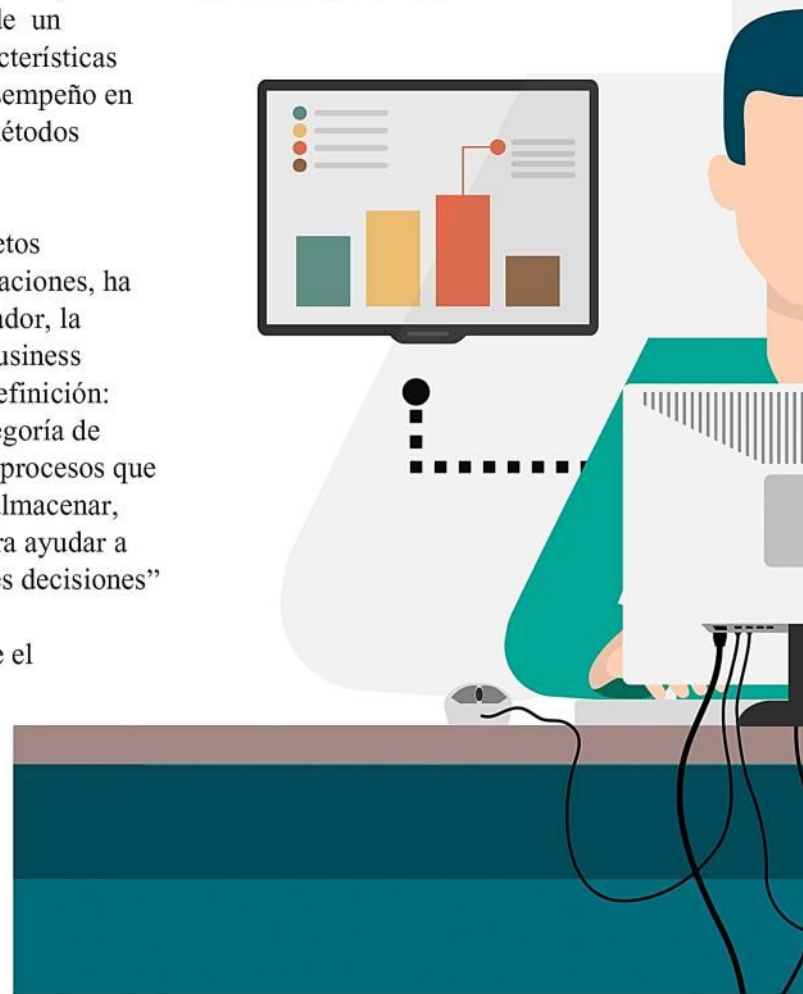 de un
cterísticas
empeño en
étodos
etos
aciones, ha
ador, la
usiness
efinición:
egoría de
procesos que
lmacenar,
ra ayudar a
es decisiones”
e el